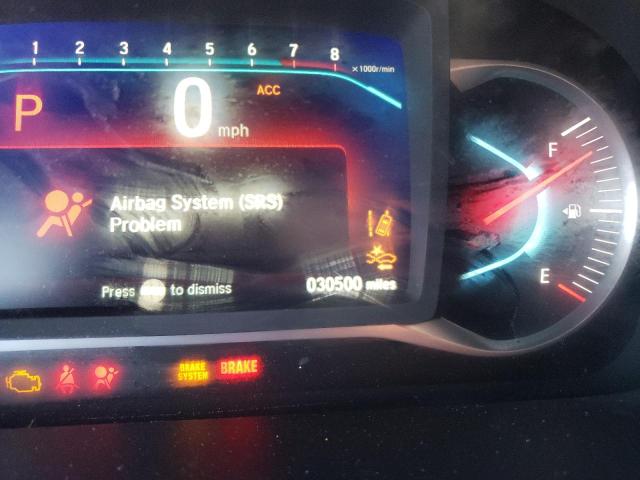 1 2 3 4 5 6 7 8
×1000r/min
P 0 mph
ACC
F
Airbag System (SRS)
Problem
E
Press to dismiss
030500 miles
BRAKE
SYSTEM
BRAKE